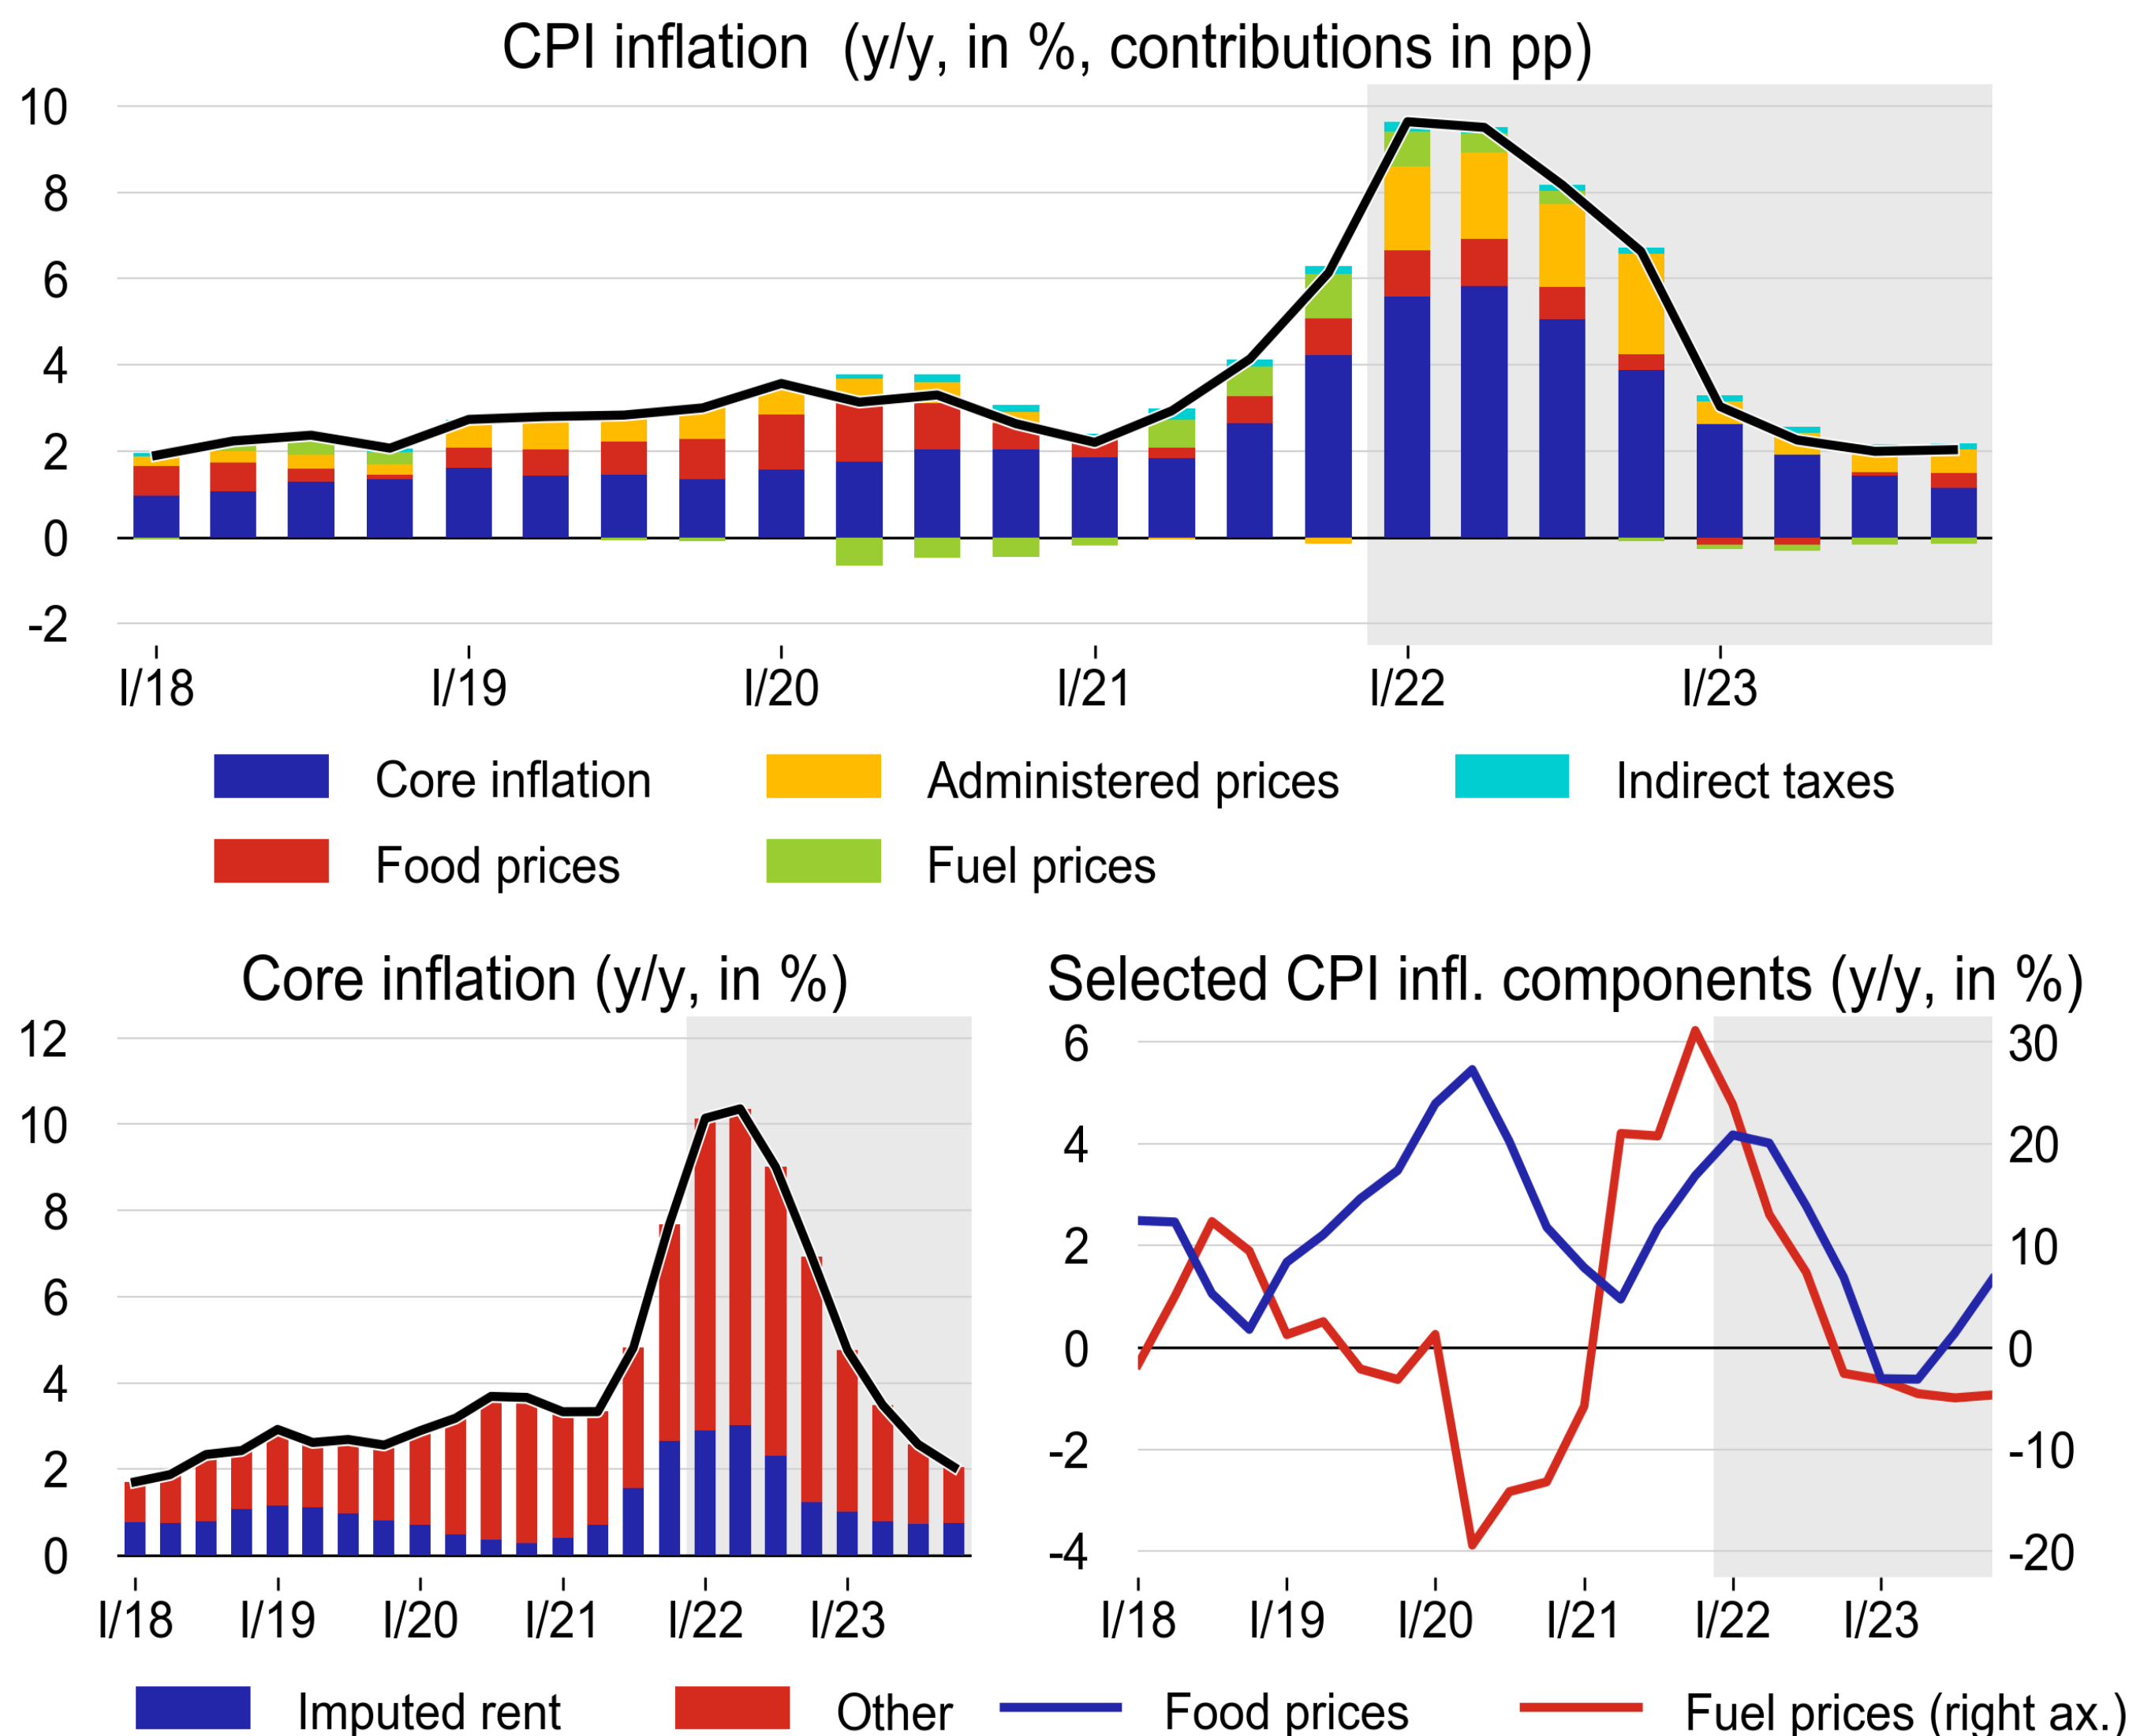 CPI inflation (y/y, in %, contributions in pp)
10
8
6
4
2
0
-2
I/18 I/19 I/20 I/21 I/22 I/23
Core inflation Administered prices Indirect taxes
Food prices Fuel prices
Core inflation (y/y, in %)
12
10
8
6
4
2
0
I/18 I/19 I/20 I/21 I/22 I/23
Imputed rent Other
Selected CPI infl. components (y/y, in %)
6 30
4 20
2 10
0 0
-2 -10
-4 -20
I/18 I/19 I/20 I/21 I/22 I/23
Food prices Fuel prices (right ax.)